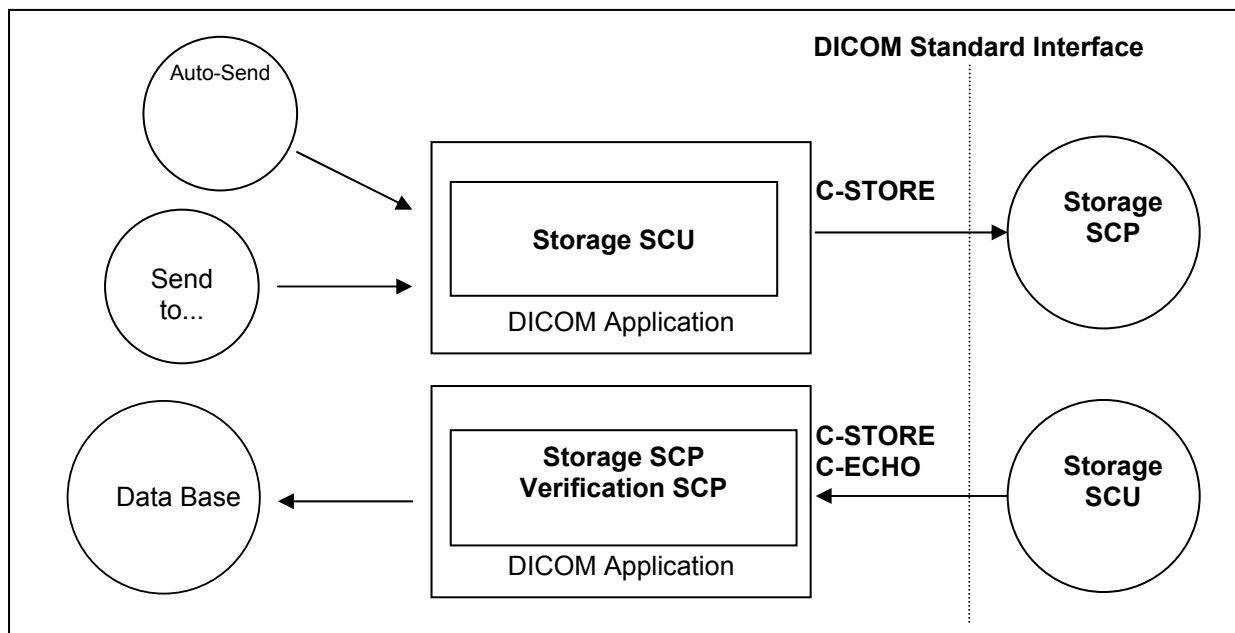 DICOM Standard Interface
Auto-Send
Send
to...
Storage SCU
DICOM Application
C-STORE
Storage
SCP
Data Base
Storage SCP
Verification SCP
DICOM Application
C-STORE
C-ECHO
Storage
SCU